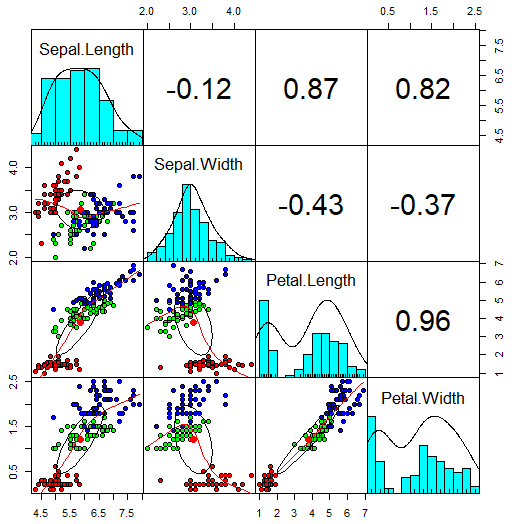 2.0 3.0 4.0 0.5 1.5 2.5
Sepal.Length -0.12 0.87 0.82
4.5 5.5 6.5 7.5
2.0 3.0 4.0
Sepal.Width -0.43 -0.37
Petal.Length 0.96
1 2 3 4 5 6 7
0.5 1.5 2.5
Petal.Width
4.5 5.5 6.5 7.5 1 2 3 4 5 6 7